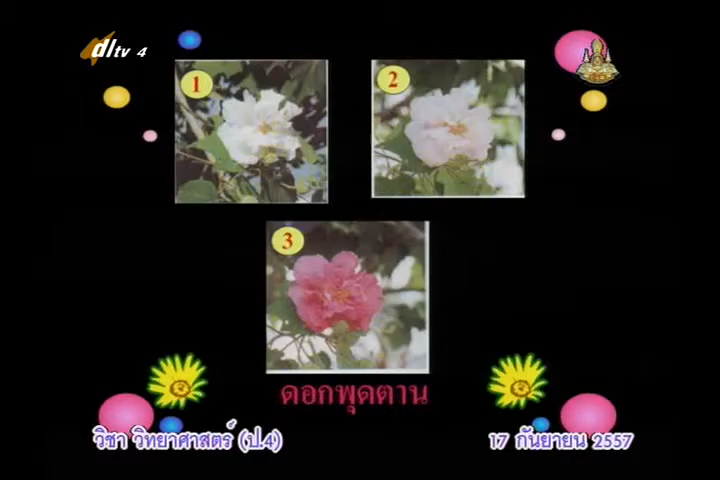 dltv 4
1
2
3
ดอกพุดตาน
วิชา วิทยาศาสตร์ (ป.4)
17 กันยายน 2557